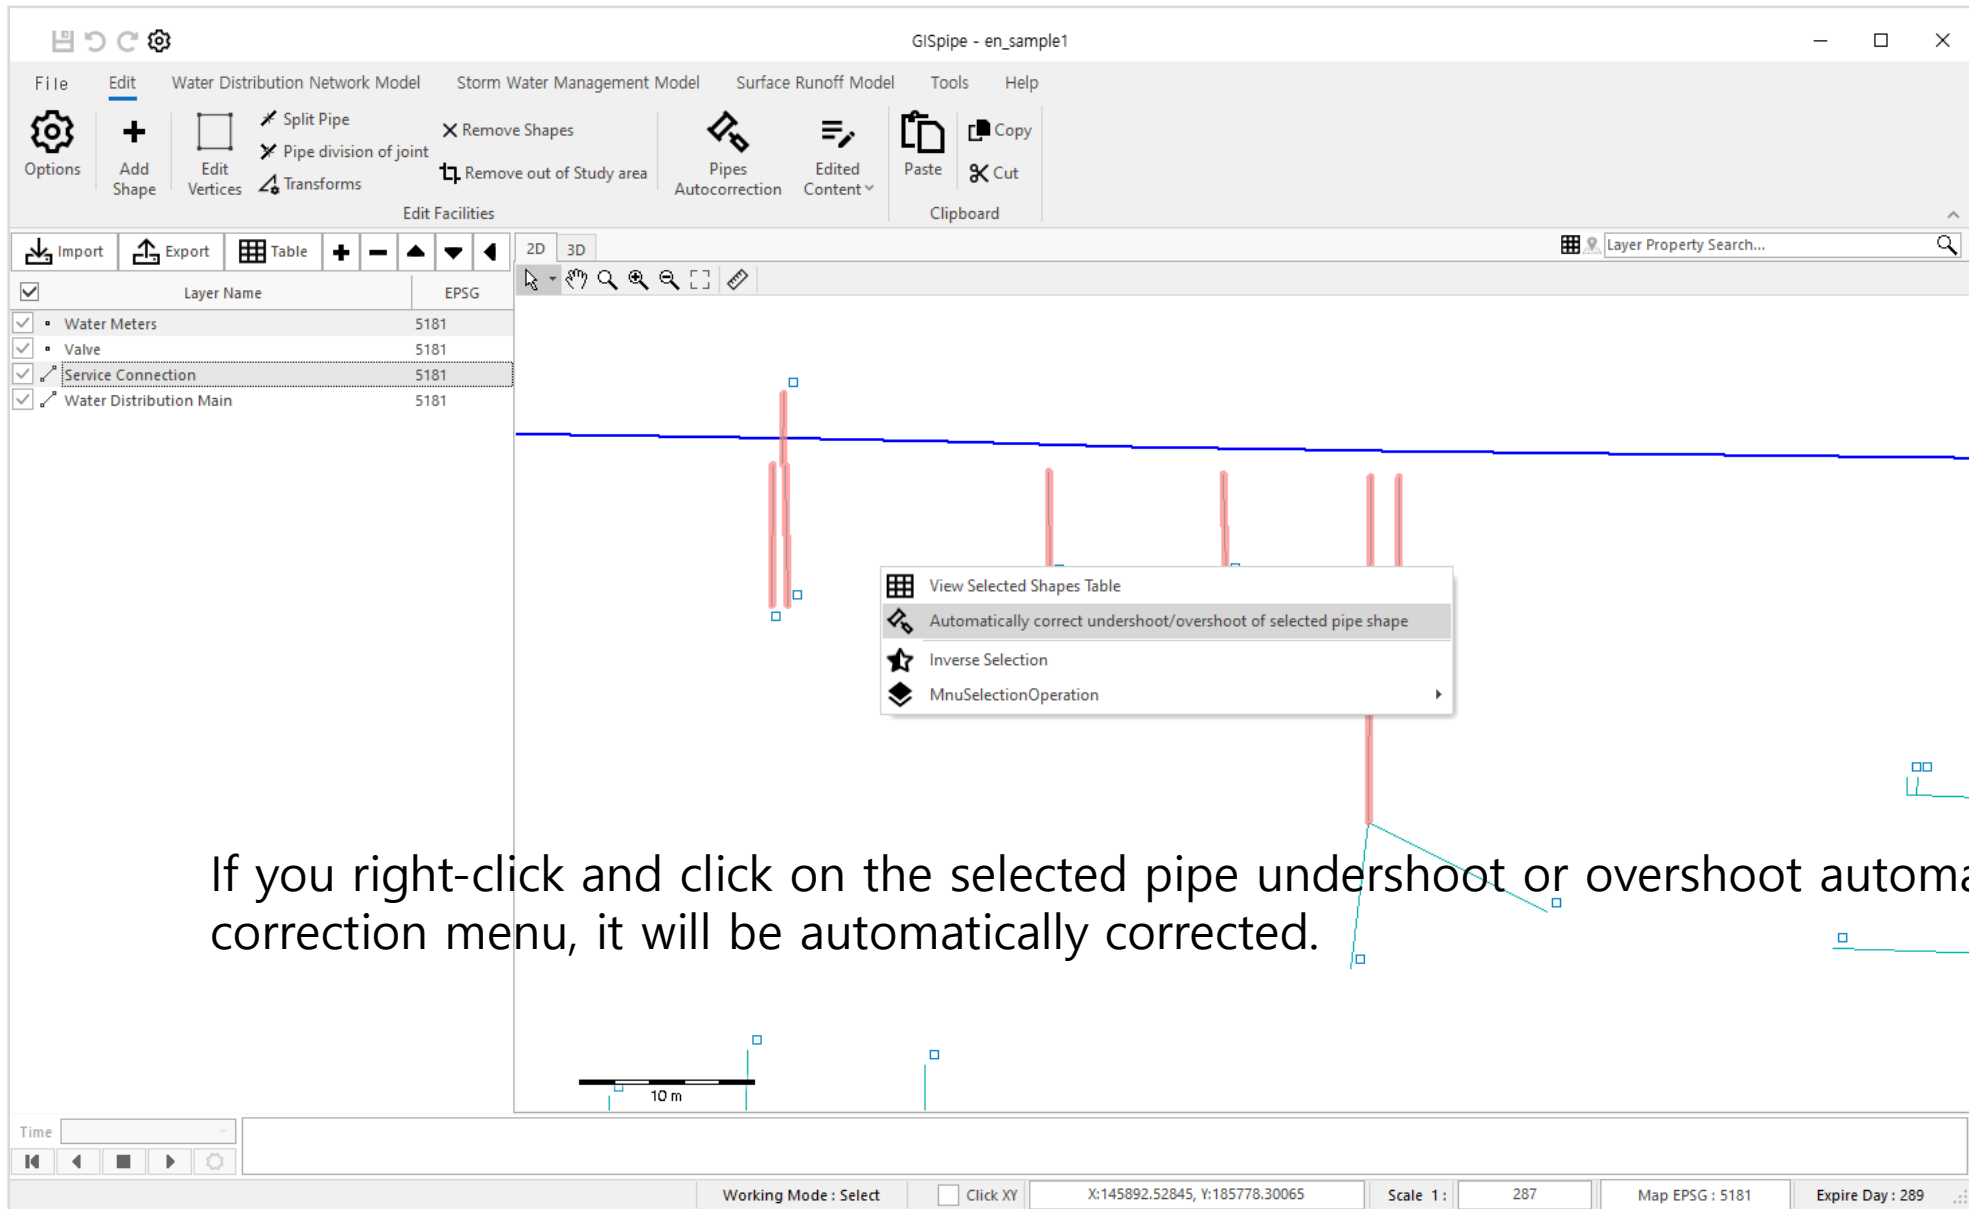 GISpipe - en_sample1
File Edit Water Distribution Network Model Storm Water Management Model Surface Runoff Model Tools Help
Options
Add Shape
Edit Vertices
Split Pipe
Pipe division of joint
Transforms
Remove Shapes
Remove out of Study area
Pipes Autocorrection
Edited Content
Paste
Copy
Cut
Edit Facilities
Clipboard
Import Export Table
2D 3D
Layer Property Search...
Layer Name EPSG
Water Meters 5181
Valve 5181
Service Connection 5181
Water Distribution Main 5181
View Selected Shapes Table
Automatically correct undershoot/overshoot of selected pipe shape
Inverse Selection
MnuSelectionOperation
If you right-click and click on the selected pipe undershoot or overshoot automa
correction menu, it will be automatically corrected.
10 m
Time
Working Mode : Select Click XY X:145892.52845, Y:185778.30065 Scale 1 : 287 Map EPSG : 5181 Expire Day : 289